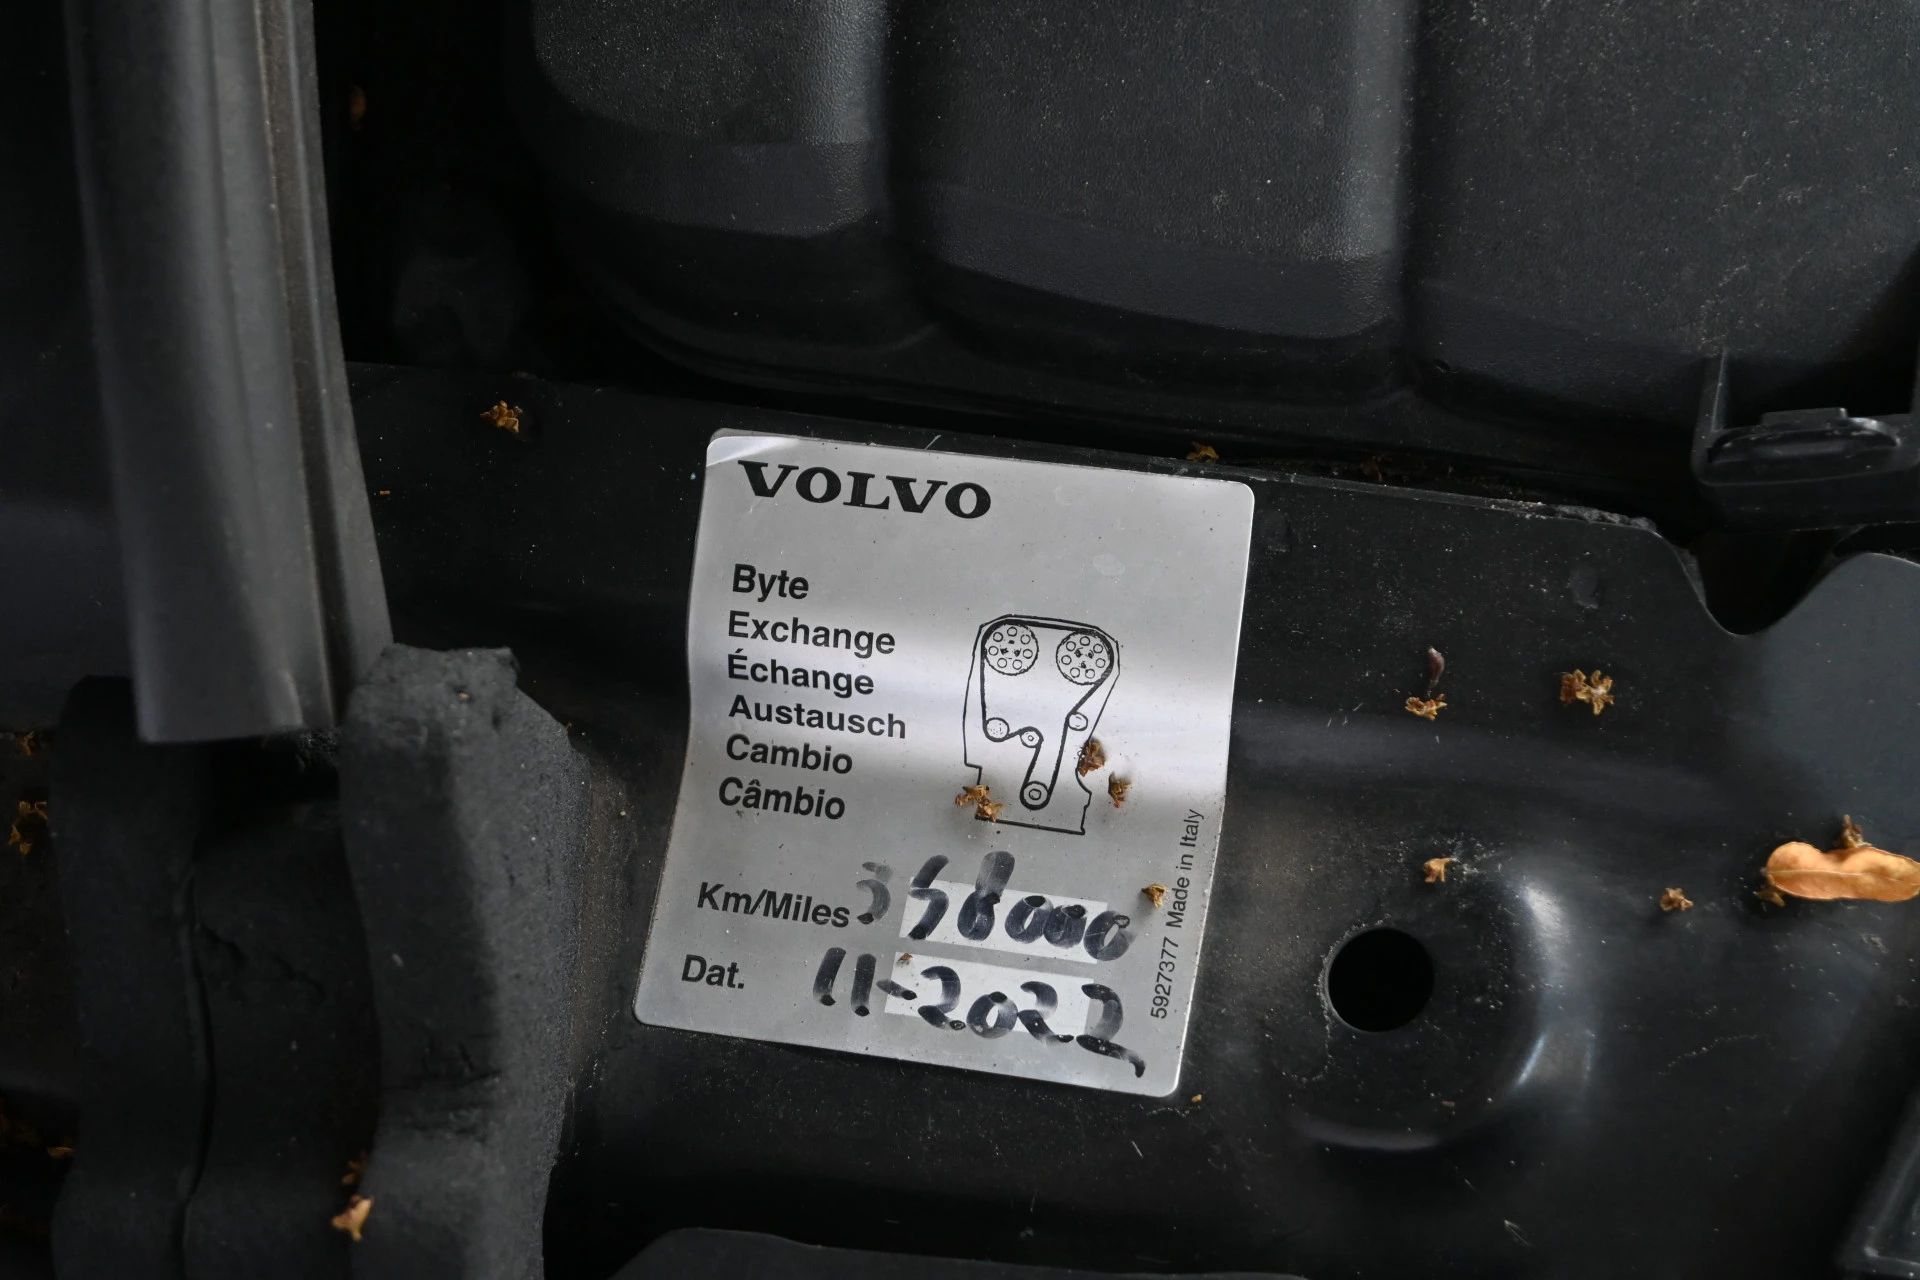 VOLVO
Byte
Exchange
Échange
Austausch
Cambio
Câmbio
Km/Miles 358000
Dat. 11-2022
5927377 Made in Italy